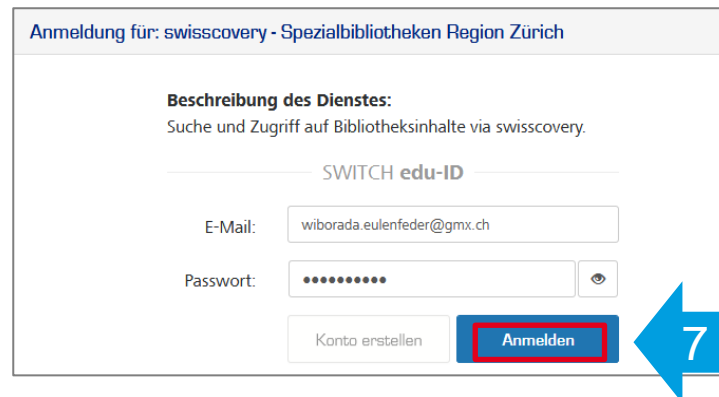 Anmeldung für: swisscovery - Spezialbibliotheken Region Zürich
Beschreibung des Dienstes:
Suche und Zugriff auf Bibliotheksinhalte via swisscovery.
SWITCH edu-ID
E-Mail: wiborada.eulenfeder@gmx.ch
Passwort: ••••••••••
Konto erstellen Anmelden 7